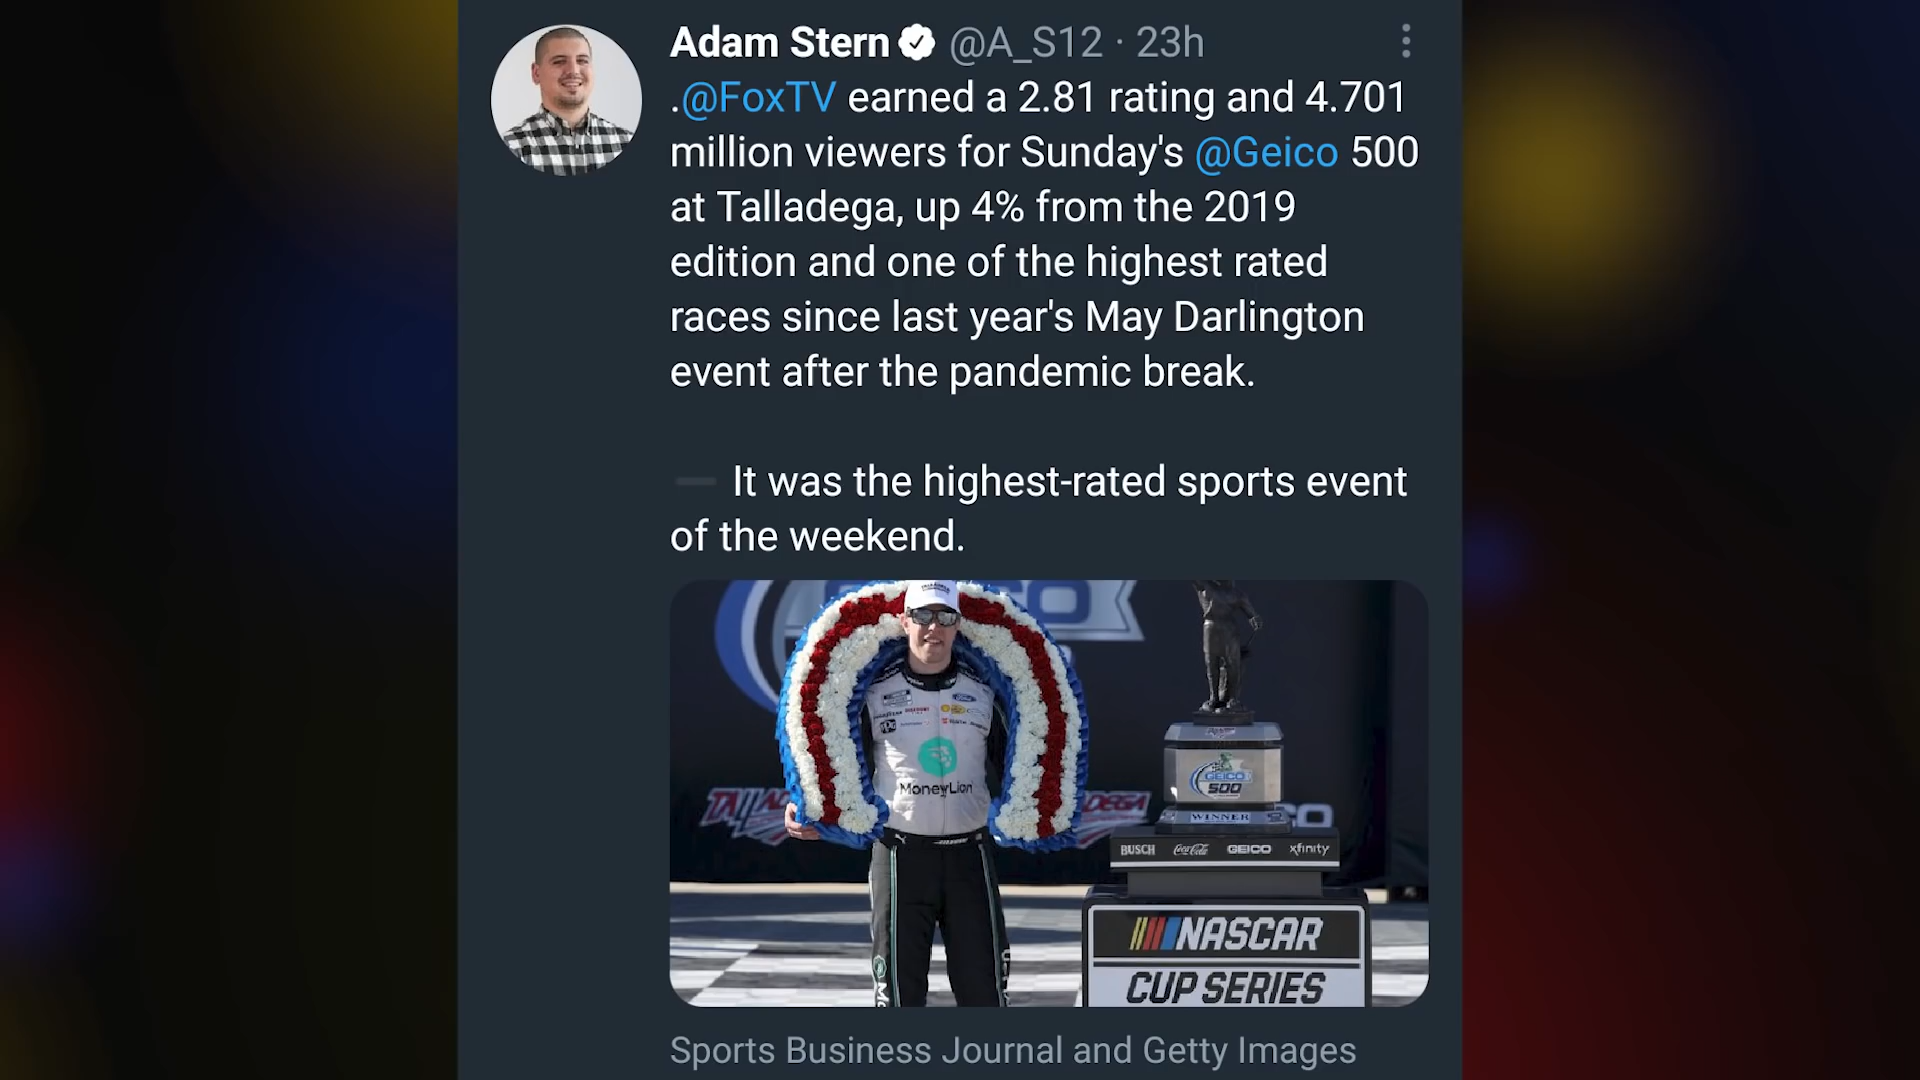 Adam Stern @A_S12 · 23h
.@FoxTV earned a 2.81 rating and 4.701
million viewers for Sunday's @Geico 500
at Talladega, up 4% from the 2019
edition and one of the highest rated
races since last year's May Darlington
event after the pandemic break.
— It was the highest-rated sports event
of the weekend.
MoneyLion
GEICO
500
WINNER
BUSCH Coca-Cola GEICO xfinity
NASCAR
CUP SERIES
Sports Business Journal and Getty Images